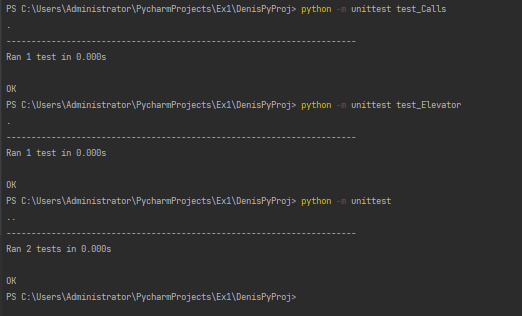 PS C:\Users\Administrator\PycharmProjects\Ex1\DenisPyProj> python -m unittest test_Calls
.
----------------------------------------------------------------------
Ran 1 test in 0.000s
OK
PS C:\Users\Administrator\PycharmProjects\Ex1\DenisPyProj> python -m unittest test_Elevator
.
----------------------------------------------------------------------
Ran 1 test in 0.000s
OK
PS C:\Users\Administrator\PycharmProjects\Ex1\DenisPyProj> python -m unittest
..
----------------------------------------------------------------------
Ran 2 tests in 0.000s
OK
PS C:\Users\Administrator\PycharmProjects\Ex1\DenisPyProj>